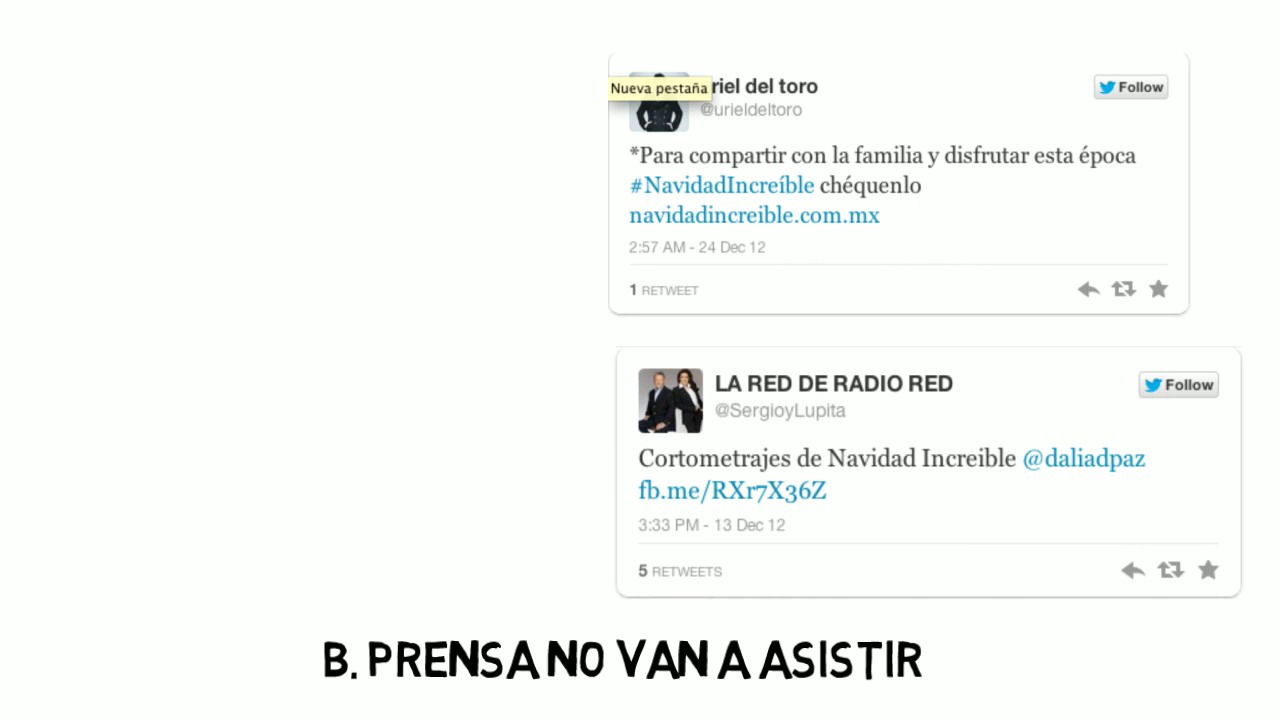 Nueva pestaña
riel del toro
Follow
@urieldeltoro
*Para compartir con la familia y disfrutar esta época
#NavidadIncreíble chéquenlo
navidadincreible.com.mx
2:57 AM - 24 Dec 12
1 RETWEET
LA RED DE RADIO RED
Follow
@SergioyLupita
Cortometrajes de Navidad Increible @daliadpaz
fb.me/RXr7X36Z
3:33 PM - 13 Dec 12
5 RETWEETS
B. PRENSA NO VAN A ASISTIR